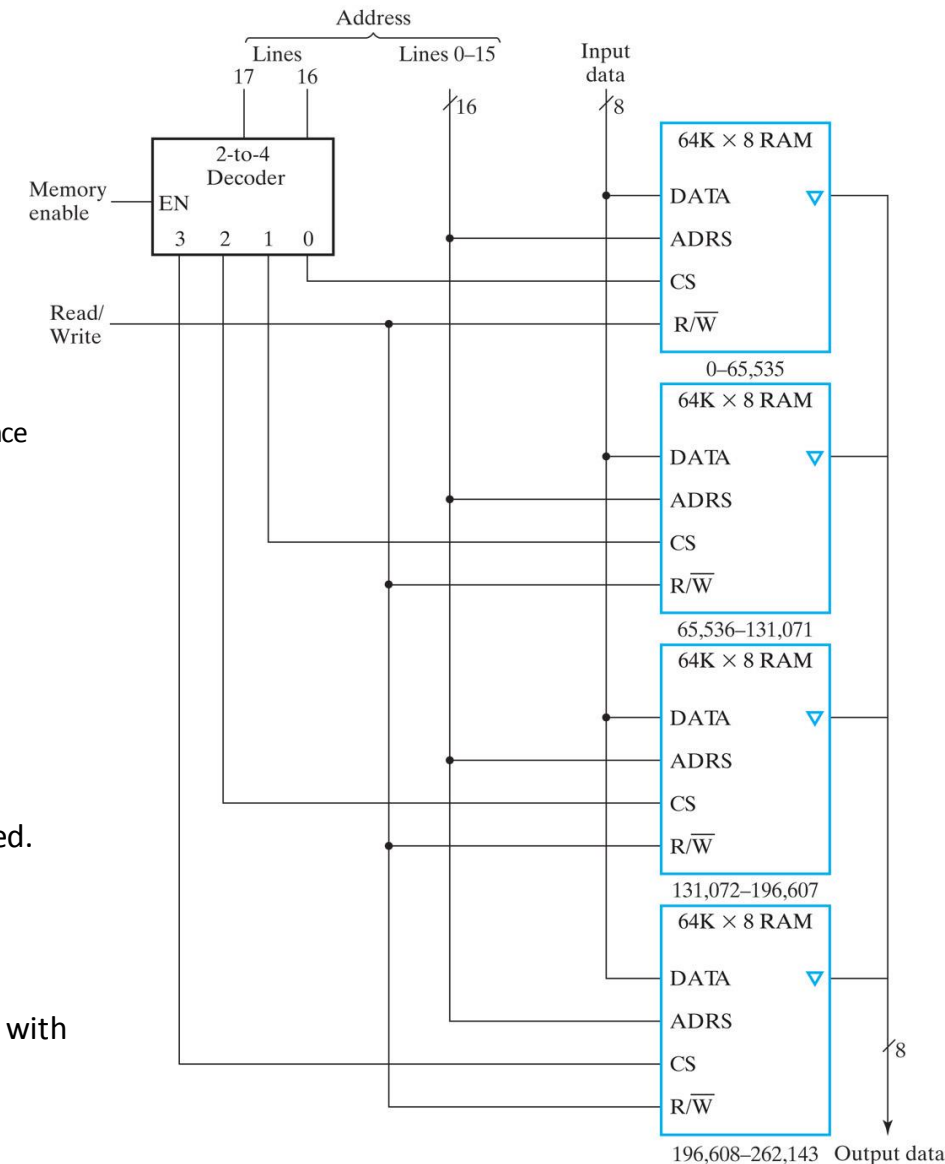 Address
Lines
Lines 0–15
Input
data
17 16
16
8
2-to-4
Decoder
Memory
enable
EN
3 2 1 0
Read/
Write
64K × 8 RAM
DATA
ADRS
CS
R/W̅
0–65,535
64K × 8 RAM
DATA
ADRS
CS
R/W̅
65,536–131,071
64K × 8 RAM
DATA
ADRS
CS
R/W̅
131,072–196,607
64K × 8 RAM
DATA
ADRS
CS
R/W̅
196,608–262,143
8
Output data
ce
ed.
with